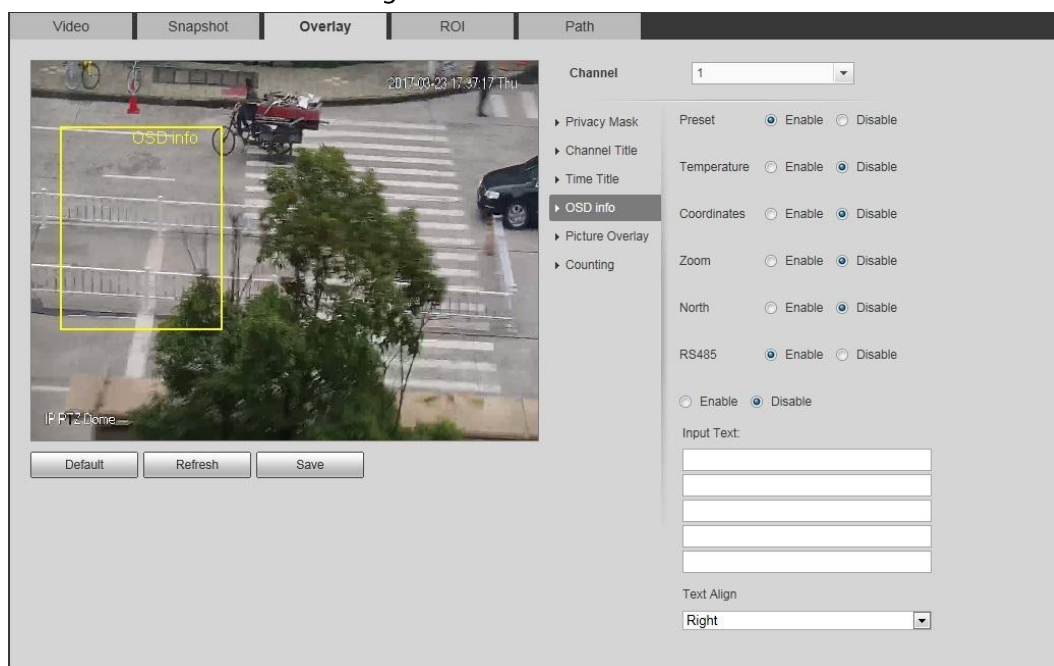 Video Snapshot Overlay ROI Path
2017-03-23 17:37:17 Thu
OSD info
IP PTZ Dome
Default Refresh Save
Channel 1
Privacy Mask
Channel Title
Time Title
OSD info
Picture Overlay
Counting
Preset Enable Disable
Temperature Enable Disable
Coordinates Enable Disable
Zoom Enable Disable
North Enable Disable
RS485 Enable Disable
Enable Disable
Input Text:
Text Align
Right